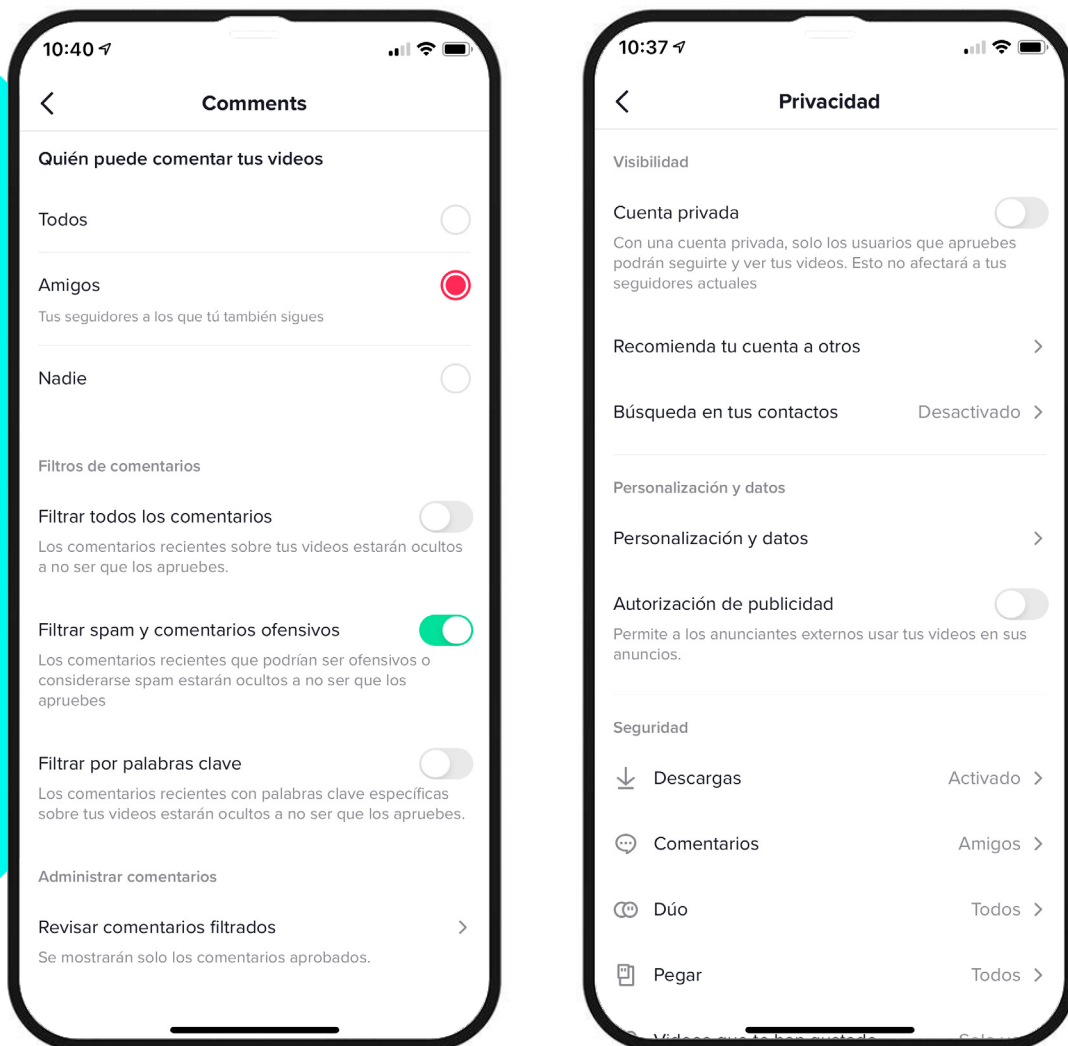 10:40
Comments
Quién puede comentar tus videos
Todos
Amigos
Tus seguidores a los que tú también sigues
Nadie
Filtros de comentarios
Filtrar todos los comentarios
Los comentarios recientes sobre tus videos estarán ocultos
a no ser que los apruebes.
Filtrar spam y comentarios ofensivos
Los comentarios recientes que podrían ser ofensivos o
considerarse spam estarán ocultos a no ser que los
apruebes
Filtrar por palabras clave
Los comentarios recientes con palabras clave específicas
sobre tus videos estarán ocultos a no ser que los apruebes.
Administrar comentarios
Revisar comentarios filtrados
Se mostrarán solo los comentarios aprobados.
10:37
Privacidad
Visibilidad
Cuenta privada
Con una cuenta privada, solo los usuarios que apruebes
podrán seguirte y ver tus videos. Esto no afectará a tus
seguidores actuales
Recomienda tu cuenta a otros
Búsqueda en tus contactos Desactivado
Personalización y datos
Personalización y datos
Autorización de publicidad
Permite a los anunciantes externos usar tus videos en sus
anuncios.
Seguridad
Descargas Activado
Comentarios Amigos
Dúo Todos
Pegar Todos